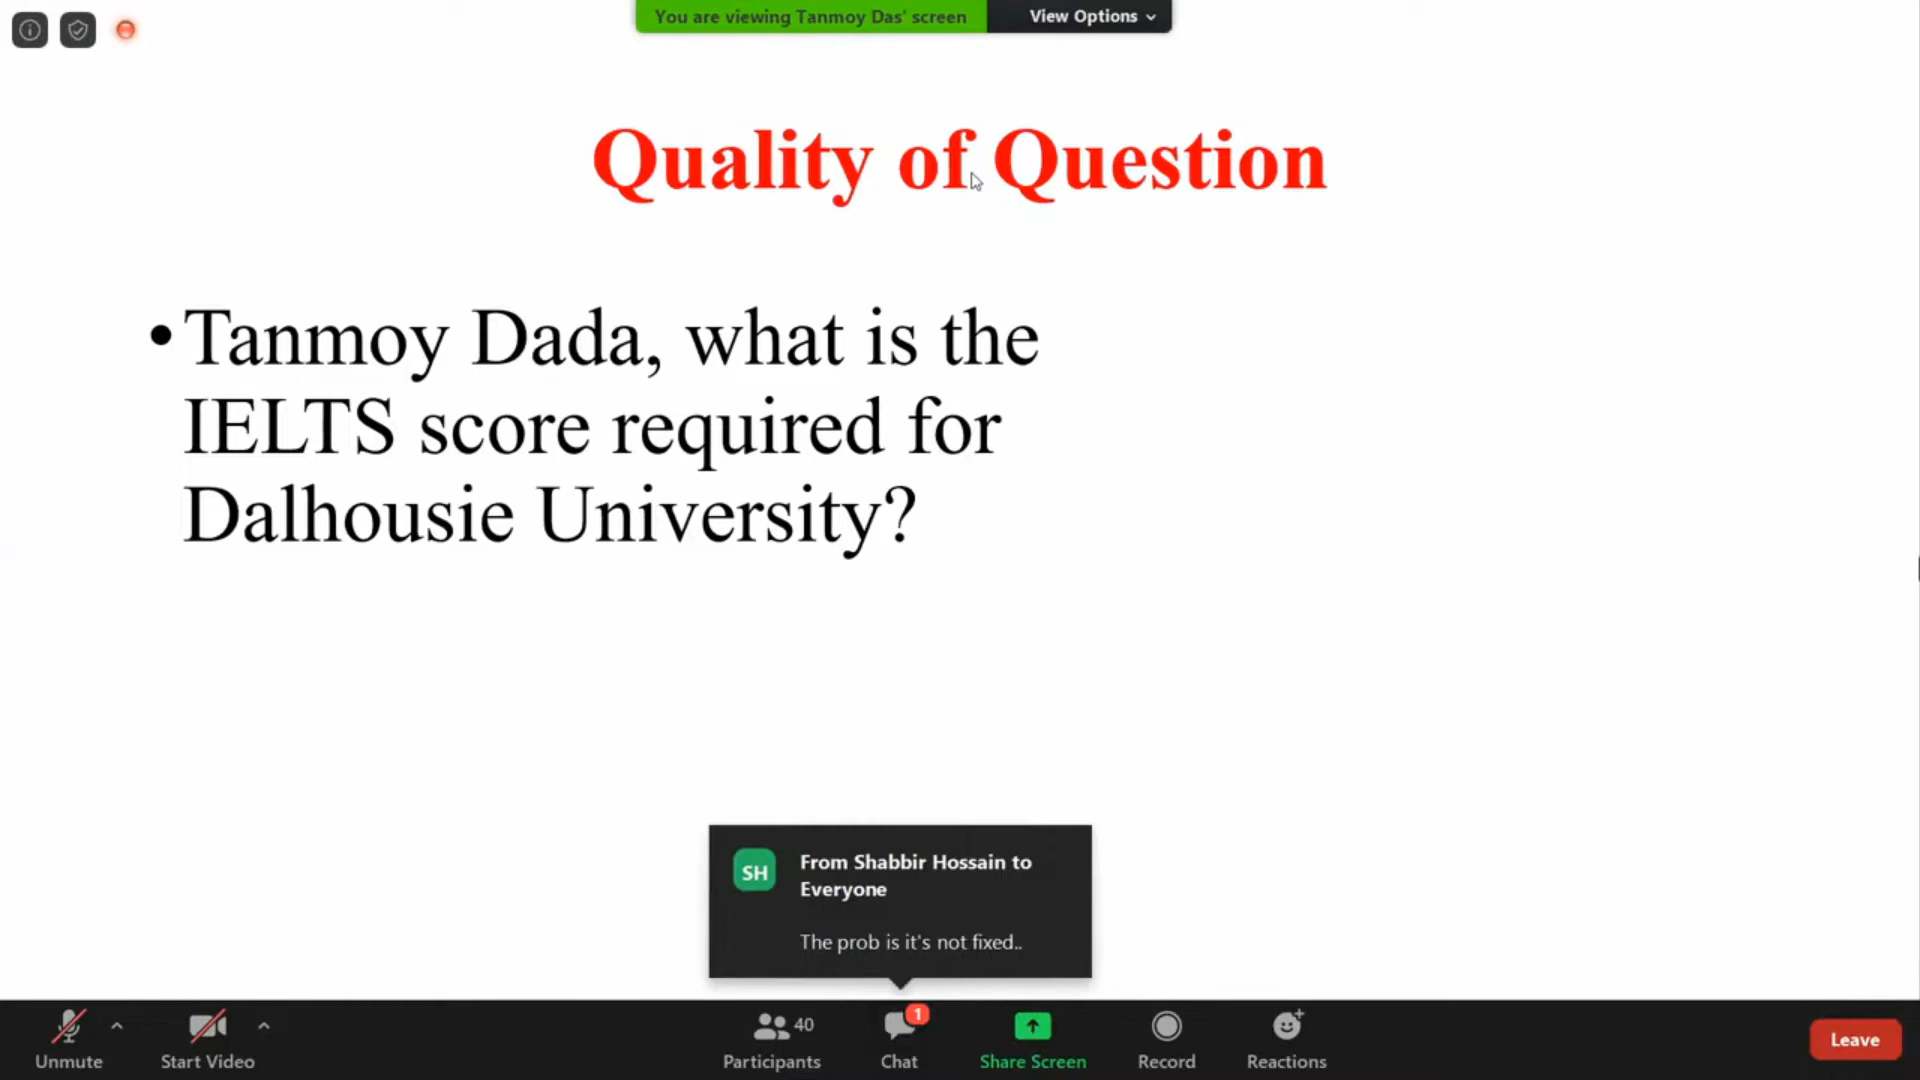 You are viewing Tanmoy Das' screen
View Options
Quality of Question
•Tanmoy Dada, what is the
IELTS score required for
Dalhousie University?
SH
From Shabbir Hossain to
Everyone
The prob is it's not fixed..
40
1
Unmute
Start Video
Participants
Chat
Share Screen
Record
Reactions
Leave